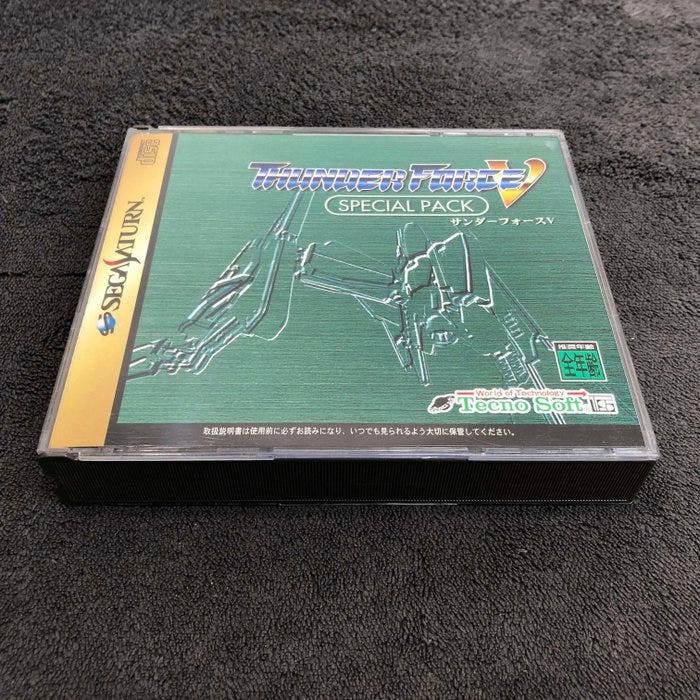 SEGA SATURN
THUNDER FORCE V
SPECIAL PACK
サンダーフォースV
推奨年齢
全年齢
World of Technology
Tecno Soft
取扱説明書は使用前に必ずお読みになり、いつでも見られるよう大切に保管してください。